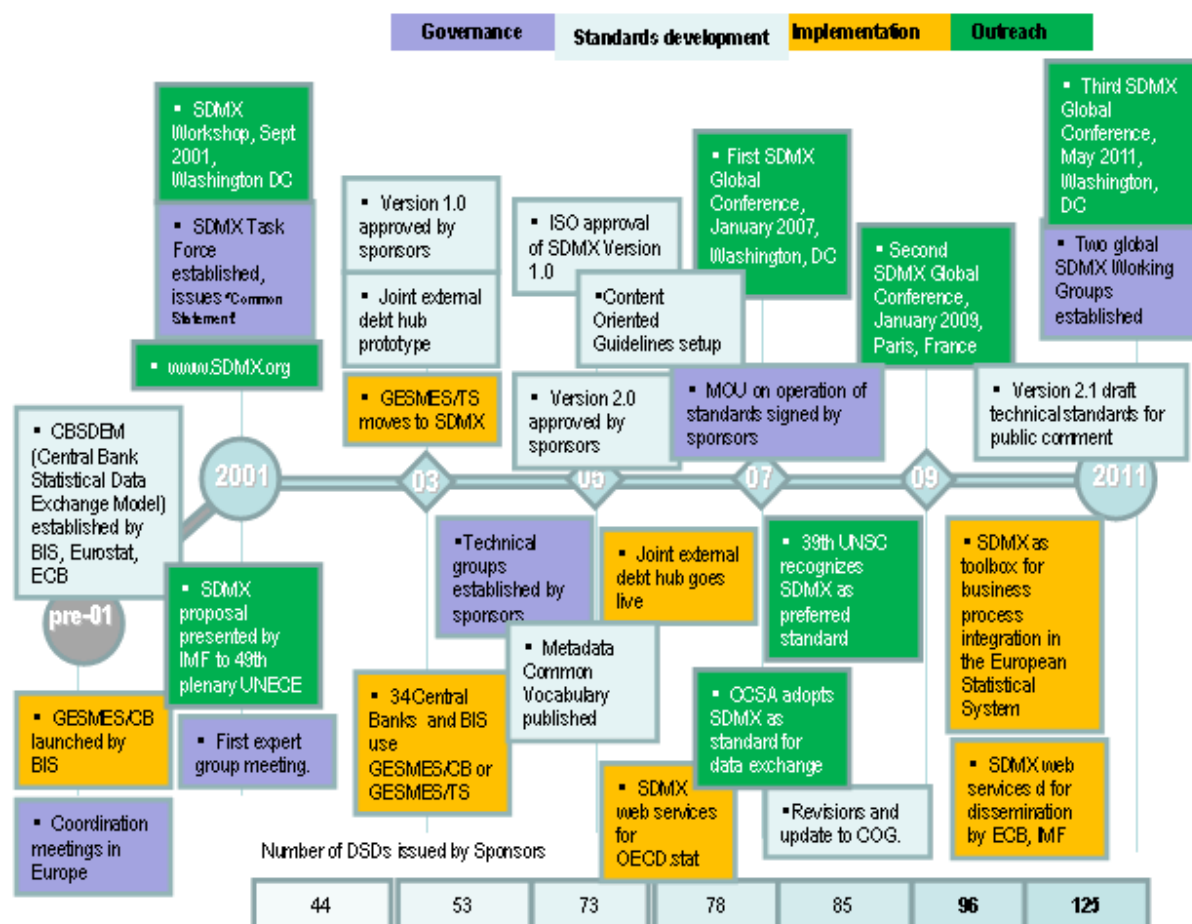 Governance
Standards development
Implementation
Outreach
▪ SDMX
Workshop, Sept
2001,
Washington DC
▪ SDMX Task
Force
established,
issues "Common
Statement
▪ www.SDMX.org
▪ CBSDEM
(Central Bank
Statistical Data
Exchange Model)
established by
BIS, Eurostat,
ECB
▪ Version 1.0
approved by
sponsors
▪ Joint external
debt hub
prototype
▪ GESMES/TS
moves to SDMX
▪ ISO approval
of SDMX Version
1.0
▪Content
Oriented
Guidelines setup
▪ Version 2.0
approved by
sponsors
▪ First SDMX
Global
Conference,
January 2007,
Washington, DC
▪ MOU on operation of
standards signed by
sponsors
▪ Second
SDMX Global
Conference,
January 2009,
Paris, France
▪ Third SDMX
Global
Conference,
May 2011,
Washington,
DC
▪ Two global
SDMX Working
Groups
established
▪ Version 2.1 draft
technical standards for
public comment
pre-01
2001
03
05
07
09
2011
▪ GESMES/CB
launched by
BIS
▪ Coordination
meetings in
Europe
▪ SDMX
proposal
presented by
IMF to 49th
plenary UNECE
▪ First expert
group meeting.
▪ 34 Central
Banks and BIS
use
GESMES/CB or
GESMES/TS
▪Technical
groups
established by
sponsors
▪ Metadata
Common
Vocabulary
published
▪ Joint external
debt hub goes
live
▪ SDMX
web services
for
OECD.stat
▪ 39th UNSC
recognizes
SDMX as
preferred
standard
▪ CCSA adopts
SDMX as
standard for
data exchange
▪Revisions and
update to COG.
▪ SDMX as
toolbox for
business
process
integration in
the European
Statistical
System
▪ SDMX web
services d for
dissemination
by ECB, IMF
Number of DSDs issued by Sponsors
44 53 73 78 85 96 125